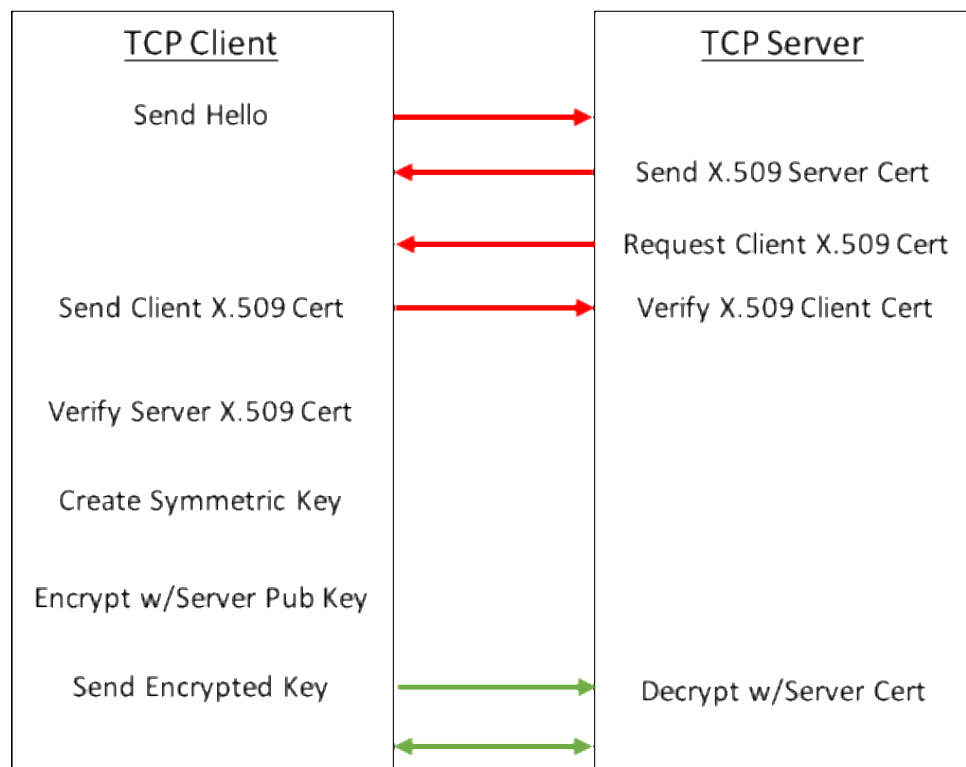 TCP Client
TCP Server
Send Hello
Send X.509 Server Cert
Request Client X.509 Cert
Send Client X.509 Cert
Verify X.509 Client Cert
Verify Server X.509 Cert
Create Symmetric Key
Encrypt w/Server Pub Key
Send Encrypted Key
Decrypt w/Server Cert